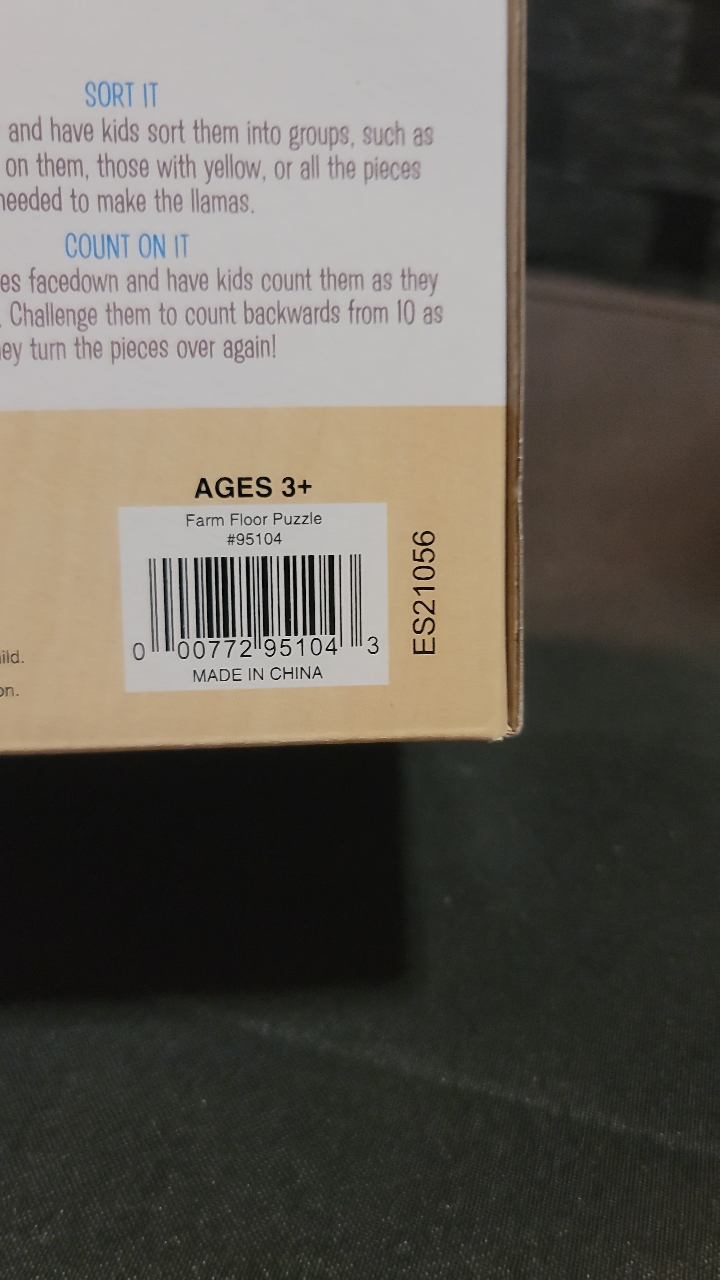 SORT IT
and have kids sort them into groups, such as
on them, those with yellow, or all the pieces
needed to make the llamas.
COUNT ON IT
es facedown and have kids count them as they
. Challenge them to count backwards from 10 as
ey turn the pieces over again!
AGES 3+
Farm Floor Puzzle
#95104
0 00772 95104 3
MADE IN CHINA
ES21056
ild.
on.